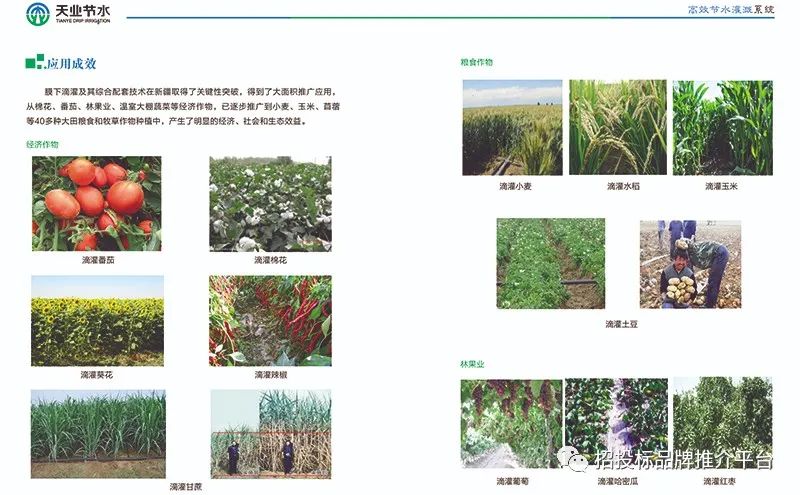 天业节水
TIANYE DRIP IRRIGATION
高效节水灌溉系统
应用成效
膜下滴灌及其综合配套技术在新疆取得了关键性突破，得到了大面积推广应用，
从棉花、番茄、林果业、温室大棚蔬菜等经济作物，已逐步推广到小麦、玉米、苜蓿
等40多种大田粮食和牧草作物种植中，产生了明显的经济、社会和生态效益。
经济作物
滴灌番茄
滴灌棉花
滴灌葵花
滴灌辣椒
滴灌甘蔗
粮食作物
滴灌小麦
滴灌水稻
滴灌玉米
滴灌土豆
林果业
滴灌葡萄
滴灌哈密瓜
滴灌红枣
招投标品牌推介平台